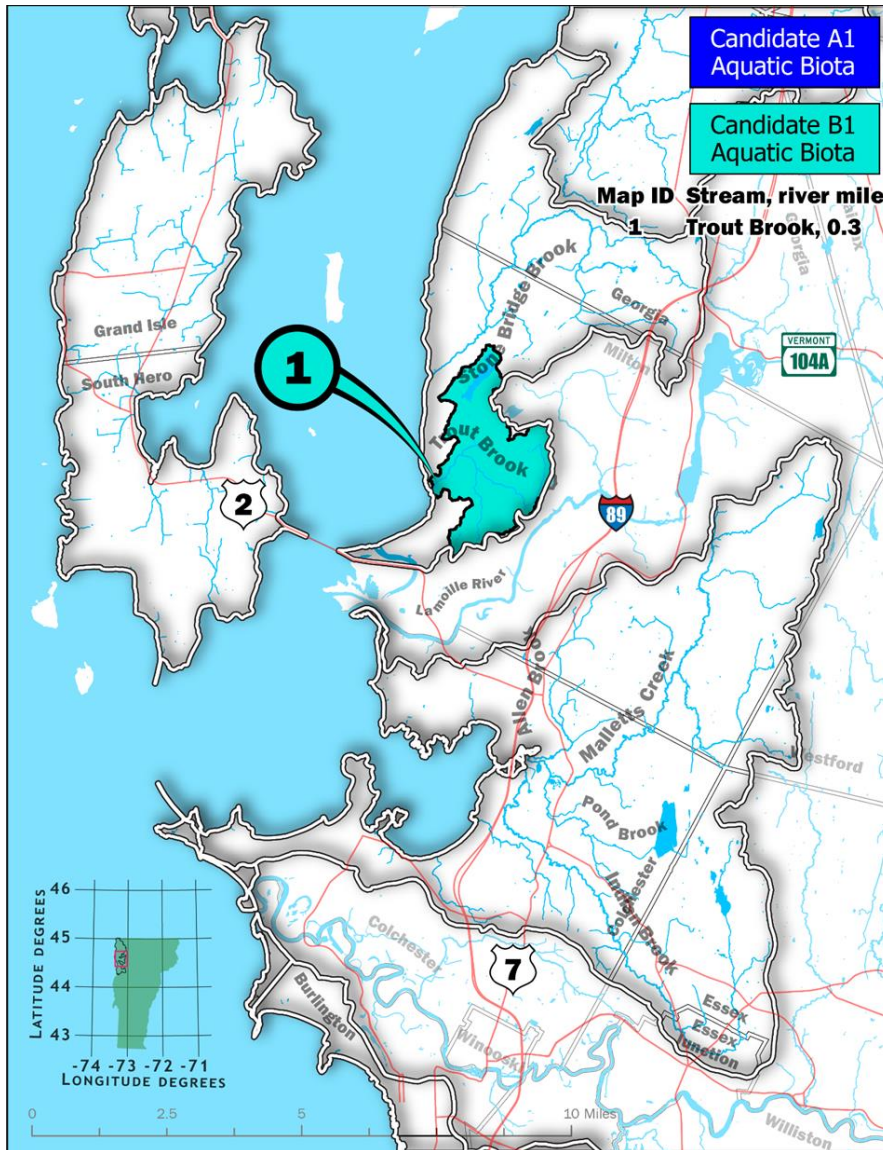 Candidate A1
Aquatic Biota
Candidate B1
Aquatic Biota
Map ID Stream, river mile
1 Trout Brook, 0.3
Georgia
Fairfax
Stone Bridge Brook
Georgia
Milton
VERMONT
104A
Grand Isle
South Hero
1
Trout Brook
2
89
Lamoille River
Allen Brook
Malletts Creek
Westford
Pond Brook
Colchester
Indian Brook
Colchester
7
Burlington
Essex
Essex
Junction
Winooski
Williston
LATITUDE DEGREES
46
45
44
43
-74 -73 -72 -71
LONGITUDE DEGREES
0 2.5 5 10 Miles